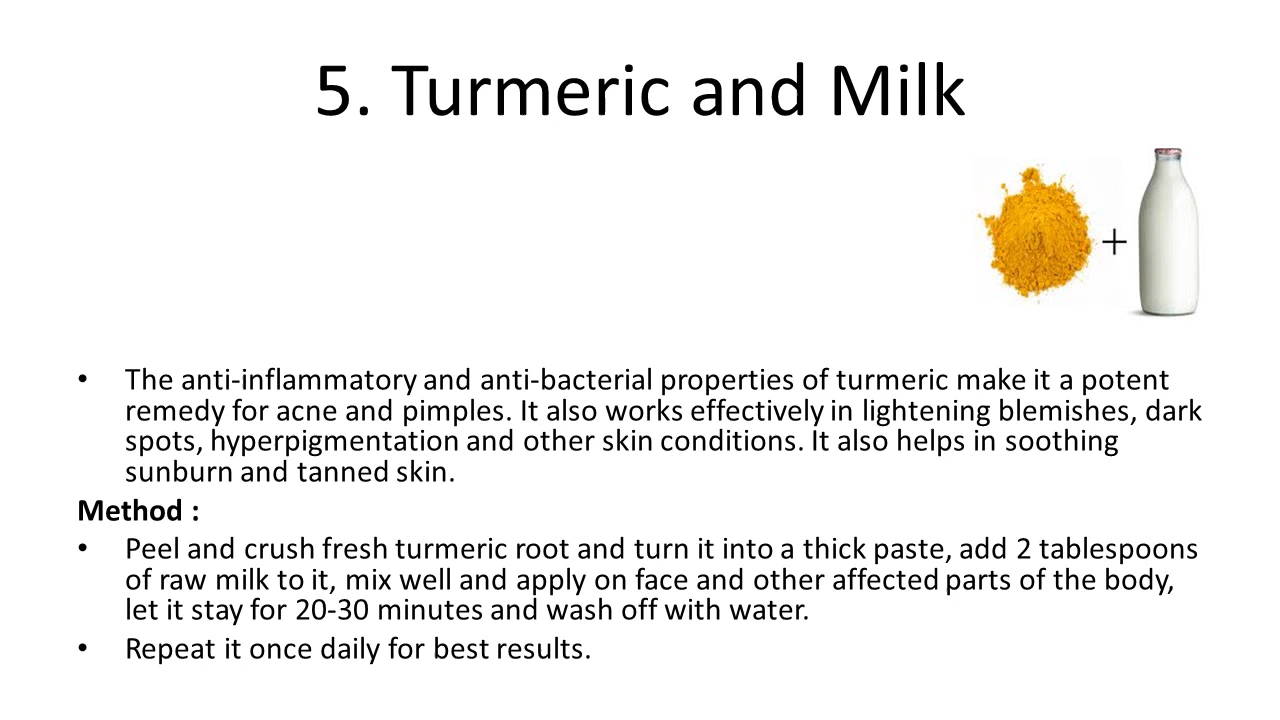 5. Turmeric and Milk
+
• The anti-inflammatory and anti-bacterial properties of turmeric make it a potent
remedy for acne and pimples. It also works effectively in lightening blemishes, dark
spots, hyperpigmentation and other skin conditions. It also helps in soothing
sunburn and tanned skin.
Method :
• Peel and crush fresh turmeric root and turn it into a thick paste, add 2 tablespoons
of raw milk to it, mix well and apply on face and other affected parts of the body,
let it stay for 20-30 minutes and wash off with water.
• Repeat it once daily for best results.